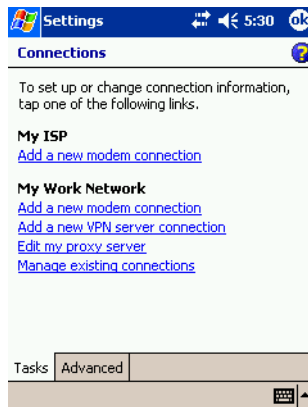 Settings 5:30 ok
Connections ?
To set up or change connection information,
tap one of the following links.
My ISP
Add a new modem connection
My Work Network
Add a new modem connection
Add a new VPN server connection
Edit my proxy server
Manage existing connections
Tasks Advanced